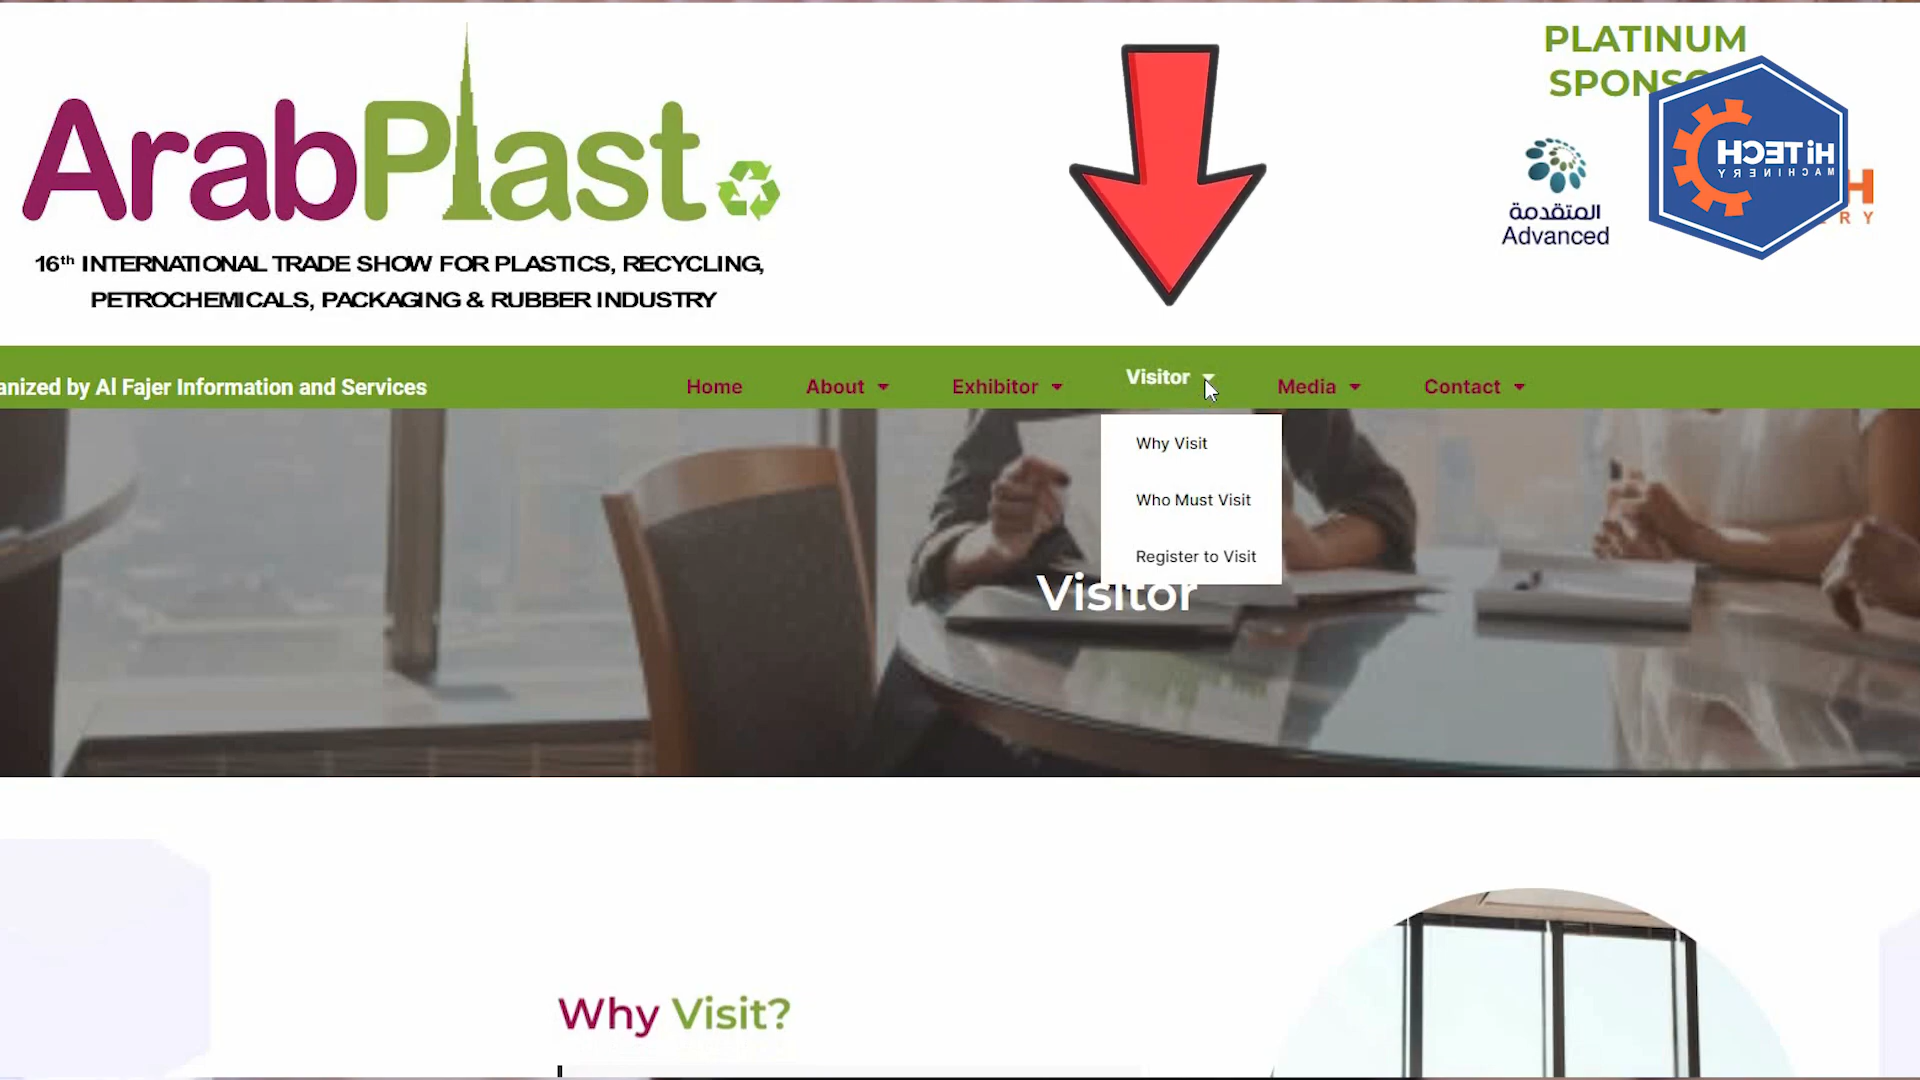 ArabPlast
16th INTERNATIONAL TRADE SHOW FOR PLASTICS, RECYCLING,
PETROCHEMICALS, PACKAGING & RUBBER INDUSTRY
PLATINUM
SPONSO
المتقدمة
Advanced
HiTECH
MACHINERY
H
RY
anized by Al Fajer Information and Services
Home
About
Exhibitor
Visitor
Media
Contact
Why Visit
Who Must Visit
Register to Visit
Visitor
Why Visit?